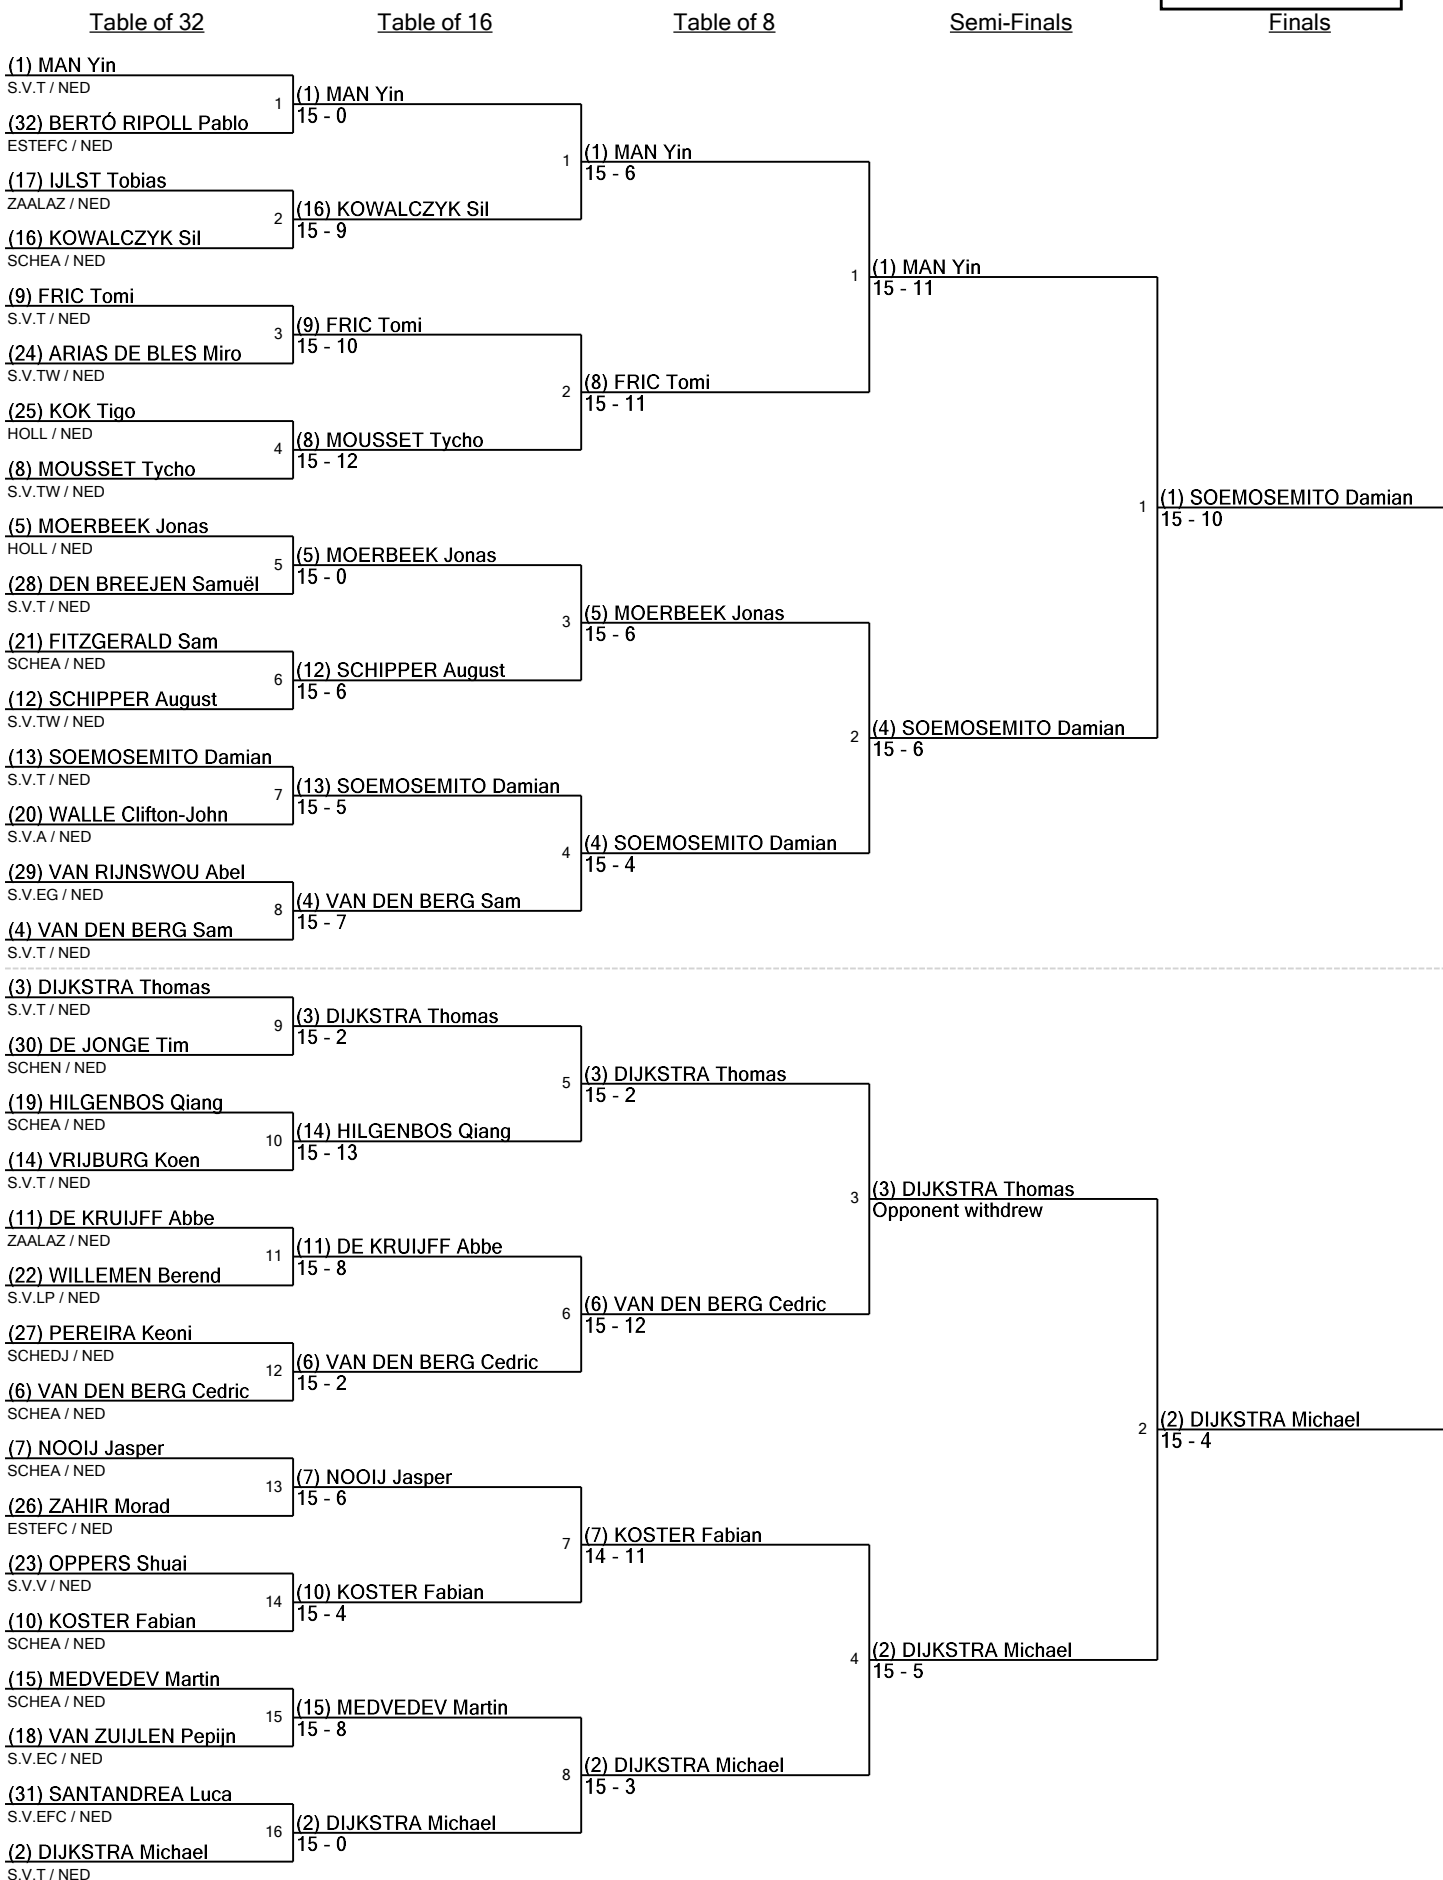 Table of 32
Table of 16
Table of 8
Semi-Finals
Finals
(1) MAN Yin
S.V.T / NED
(32) BERTÓ RIPOLL Pablo
ESTEFC / NED
(17) IJLST Tobias
ZAALAZ / NED
(16) KOWALCZYK Sil
SCHEA / NED
(9) FRIC Tomi
S.V.T / NED
(24) ARIAS DE BLES Miro
S.V.TW / NED
(25) KOK Tigo
HOLL / NED
(8) MOUSSET Tycho
S.V.TW / NED
(5) MOERBEEK Jonas
HOLL / NED
(28) DEN BREEJEN Samuël
S.V.T / NED
(21) FITZGERALD Sam
SCHEA / NED
(12) SCHIPPER August
S.V.TW / NED
(13) SOEMOSEMITO Damian
S.V.T / NED
(20) WALLE Clifton-John
S.V.A / NED
(29) VAN RIJNSWOU Abel
S.V.EG / NED
(4) VAN DEN BERG Sam
S.V.T / NED
(3) DIJKSTRA Thomas
S.V.T / NED
(30) DE JONGE Tim
SCHEN / NED
(19) HILGENBOS Qiang
SCHEA / NED
(14) VRIJBURG Koen
S.V.T / NED
(11) DE KRUIJFF Abbe
ZAALAZ / NED
(22) WILLEMEN Berend
S.V.LP / NED
(27) PEREIRA Keoni
SCHEDJ / NED
(6) VAN DEN BERG Cedric
SCHEA / NED
(7) NOOIJ Jasper
SCHEA / NED
(26) ZAHIR Morad
ESTEFC / NED
(23) OPPERS Shuai
S.V.V / NED
(10) KOSTER Fabian
SCHEA / NED
(15) MEDVEDEV Martin
SCHEA / NED
(18) VAN ZUIJLEN Pepijn
S.V.EC / NED
(31) SANTANDREA Luca
S.V.EFC / NED
(2) DIJKSTRA Michael
S.V.T / NED
1
(1) MAN Yin
15 - 0
2
(16) KOWALCZYK Sil
15 - 9
3
(9) FRIC Tomi
15 - 10
4
(8) MOUSSET Tycho
15 - 12
5
(5) MOERBEEK Jonas
15 - 0
6
(12) SCHIPPER August
15 - 6
7
(13) SOEMOSEMITO Damian
15 - 5
8
(4) VAN DEN BERG Sam
15 - 7
9
(3) DIJKSTRA Thomas
15 - 2
10
(14) HILGENBOS Qiang
15 - 13
11
(11) DE KRUIJFF Abbe
15 - 8
12
(6) VAN DEN BERG Cedric
15 - 2
13
(7) NOOIJ Jasper
15 - 6
14
(10) KOSTER Fabian
15 - 4
15
(15) MEDVEDEV Martin
15 - 8
16
(2) DIJKSTRA Michael
15 - 0
1
(1) MAN Yin
15 - 6
2
(8) FRIC Tomi
15 - 11
3
(5) MOERBEEK Jonas
15 - 6
4
(4) SOEMOSEMITO Damian
15 - 4
5
(3) DIJKSTRA Thomas
15 - 2
6
(6) VAN DEN BERG Cedric
15 - 12
7
(7) KOSTER Fabian
14 - 11
8
(2) DIJKSTRA Michael
15 - 3
1
(1) MAN Yin
15 - 11
2
(4) SOEMOSEMITO Damian
15 - 6
3
(3) DIJKSTRA Thomas
Opponent withdrew
4
(2) DIJKSTRA Michael
15 - 5
1
(1) SOEMOSEMITO Damian
15 - 10
2
(2) DIJKSTRA Michael
15 - 4